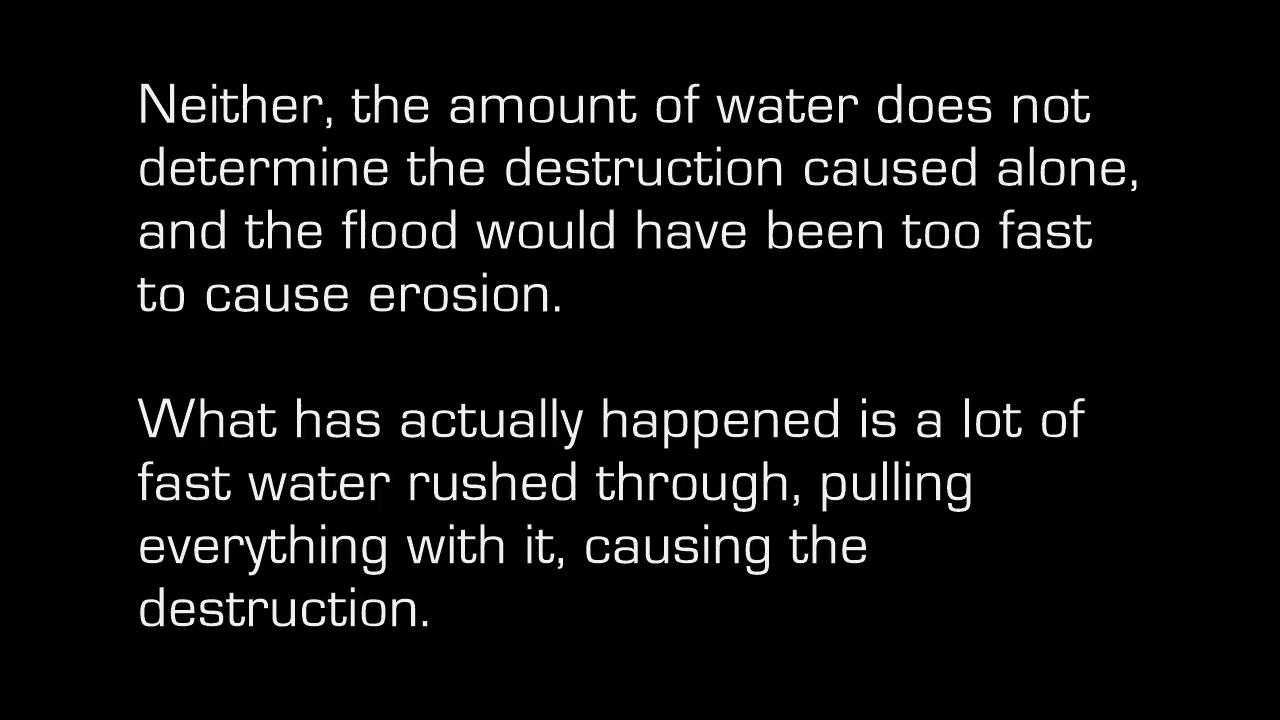 Neither, the amount of water does not
determine the destruction caused alone,
and the flood would have been too fast
to cause erosion.
What has actually happened is a lot of
fast water rushed through, pulling
everything with it, causing the
destruction.